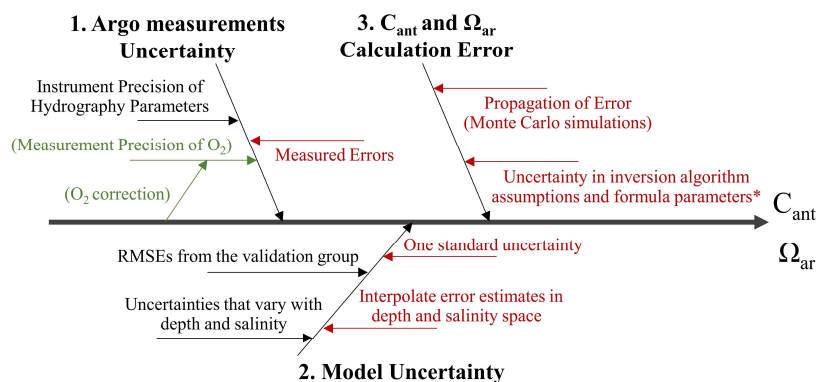 1. Argo measurements
Uncertainty
3. Cant and Ωar
Calculation Error
Instrument Precision of
Hydrography Parameters
(Measurement Precision of O2)
Measured Errors
(O2 correction)
Propagation of Error
(Monte Carlo simulations)
Uncertainty in inversion algorithm
assumptions and formula parameters*
Cant
Ωar
RMSEs from the validation group
One standard uncertainty
Uncertainties that vary with
depth and salinity
Interpolate error estimates in
depth and salinity space
2. Model Uncertainty